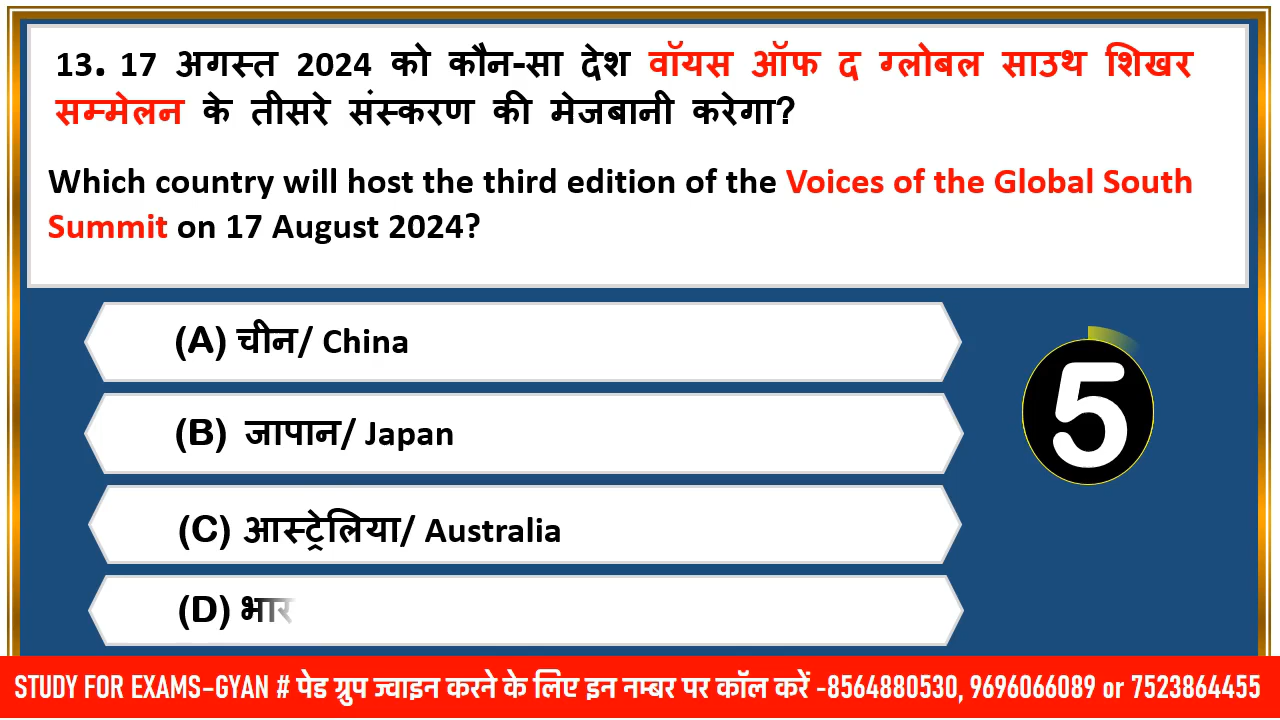 13. 17 अगस्त 2024 को कौन-सा देश वॉयस ऑफ द ग्लोबल साउथ शिखर
सम्मेलन के तीसरे संस्करण की मेजबानी करेगा?
Which country will host the third edition of the Voices of the Global South
Summit on 17 August 2024?
(A) चीन/ China
(B) जापान/ Japan
(C) आस्ट्रेलिया/ Australia
(D) भार
5
STUDY FOR EXAMS-GYAN # पेड ग्रुप ज्वाइन करने के लिए इन नम्बर पर कॉल करें -8564880530, 9696066089 or 7523864455